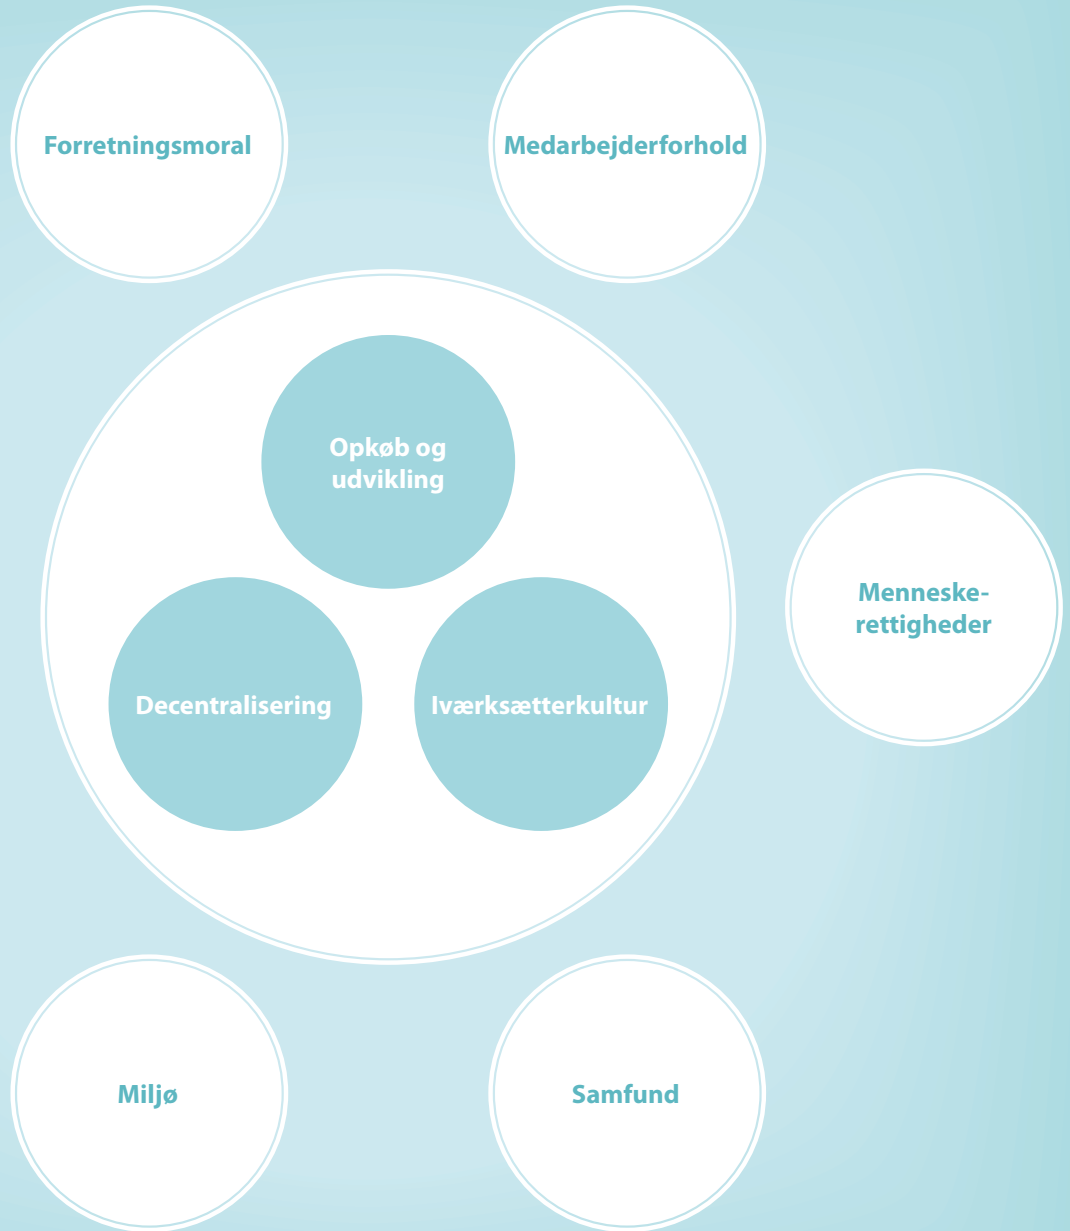 Forretningsmoral
Medarbejderforhold
Opkøb og
udvikling
Menneske-
rettigheder
Decentralisering
Iværksætterkultur
Miljø
Samfund